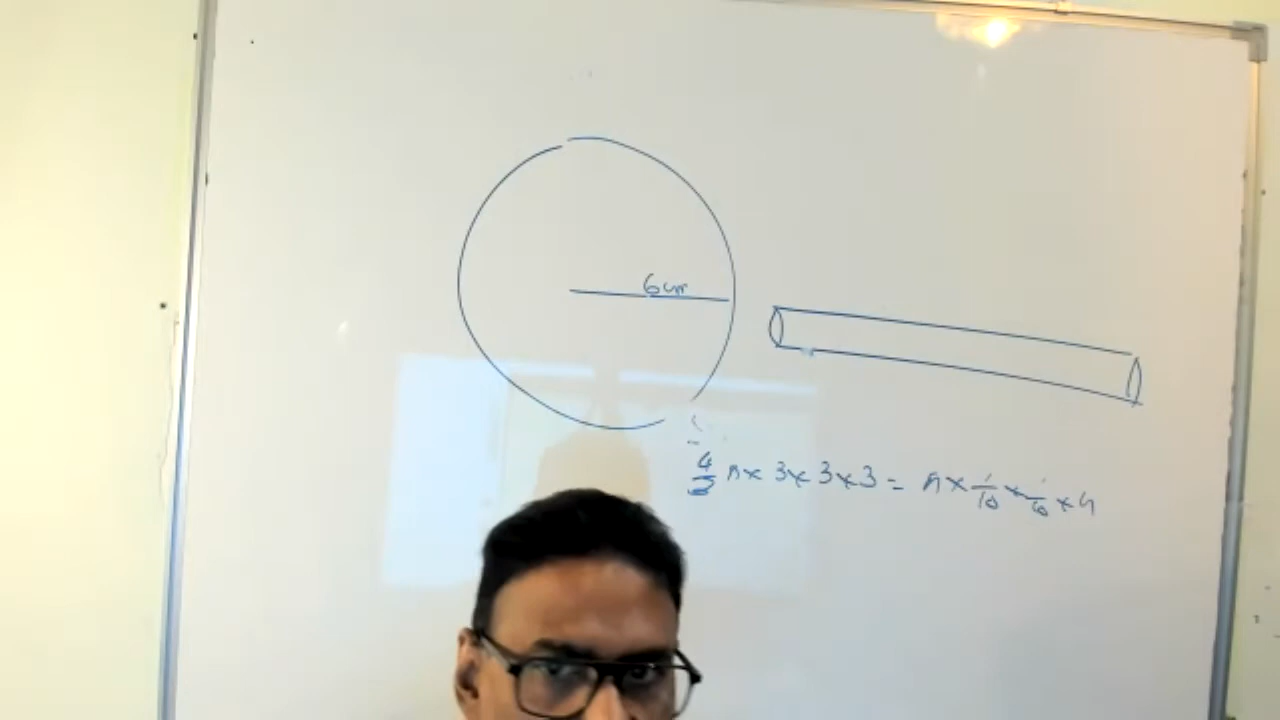 6cm
4/3 π × 3 × 3 × 3 = π × 1/10 × 1/10 × h